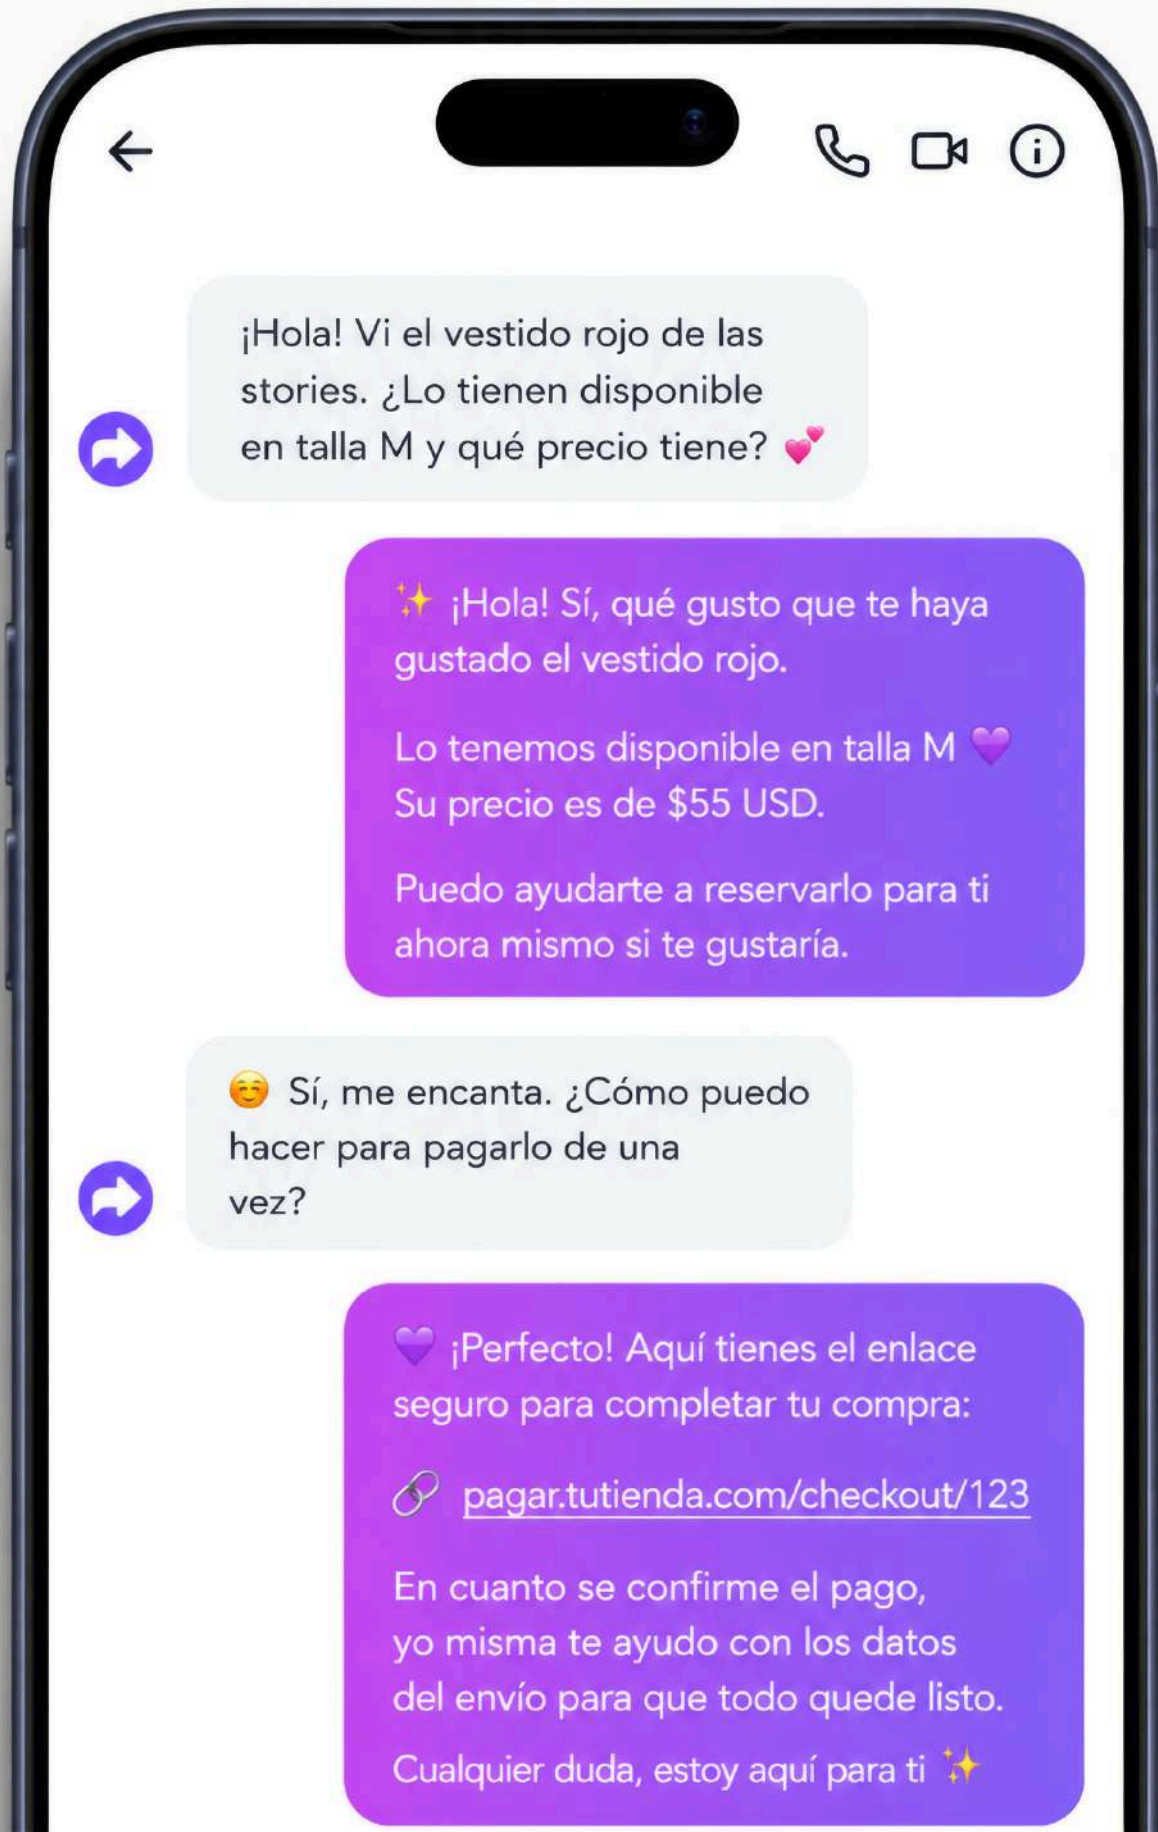 ¡Hola! Vi el vestido rojo de las
stories. ¿Lo tienen disponible
en talla M y qué precio tiene? 💕
✨ ¡Hola! Sí, qué gusto que te haya
gustado el vestido rojo.
Lo tenemos disponible en talla M 💜
Su precio es de $55 USD.
Puedo ayudarte a reservarlo para ti
ahora mismo si te gustaría.
☺️ Sí, me encanta. ¿Cómo puedo
hacer para pagarlo de una
vez?
💜 ¡Perfecto! Aquí tienes el enlace
seguro para completar tu compra:
🔗 pagar.tutienda.com/checkout/123
En cuanto se confirme el pago,
yo misma te ayudo con los datos
del envío para que todo quede listo.
Cualquier duda, estoy aquí para ti ✨